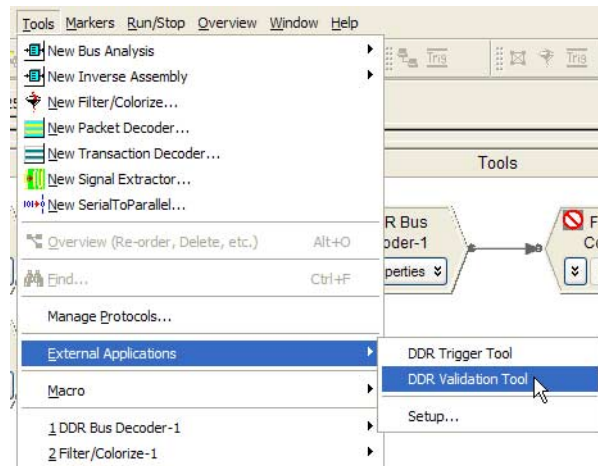 Tools Markers Run/Stop Overview Window Help
New Bus Analysis
New Inverse Assembly
New Filter/Colorize...
New Packet Decoder...
New Transaction Decoder...
New Signal Extractor...
New SerialToParallel...
Overview (Re-order, Delete, etc.) Alt+O
Find... Ctrl+F
Manage Protocols...
External Applications
Macro
1 DDR Bus Decoder-1
2 Filter/Colorize-1
DDR Trigger Tool
DDR Validation Tool
Setup...
Trig
Trig
Tools
R Bus
oder-1
perties
F
C